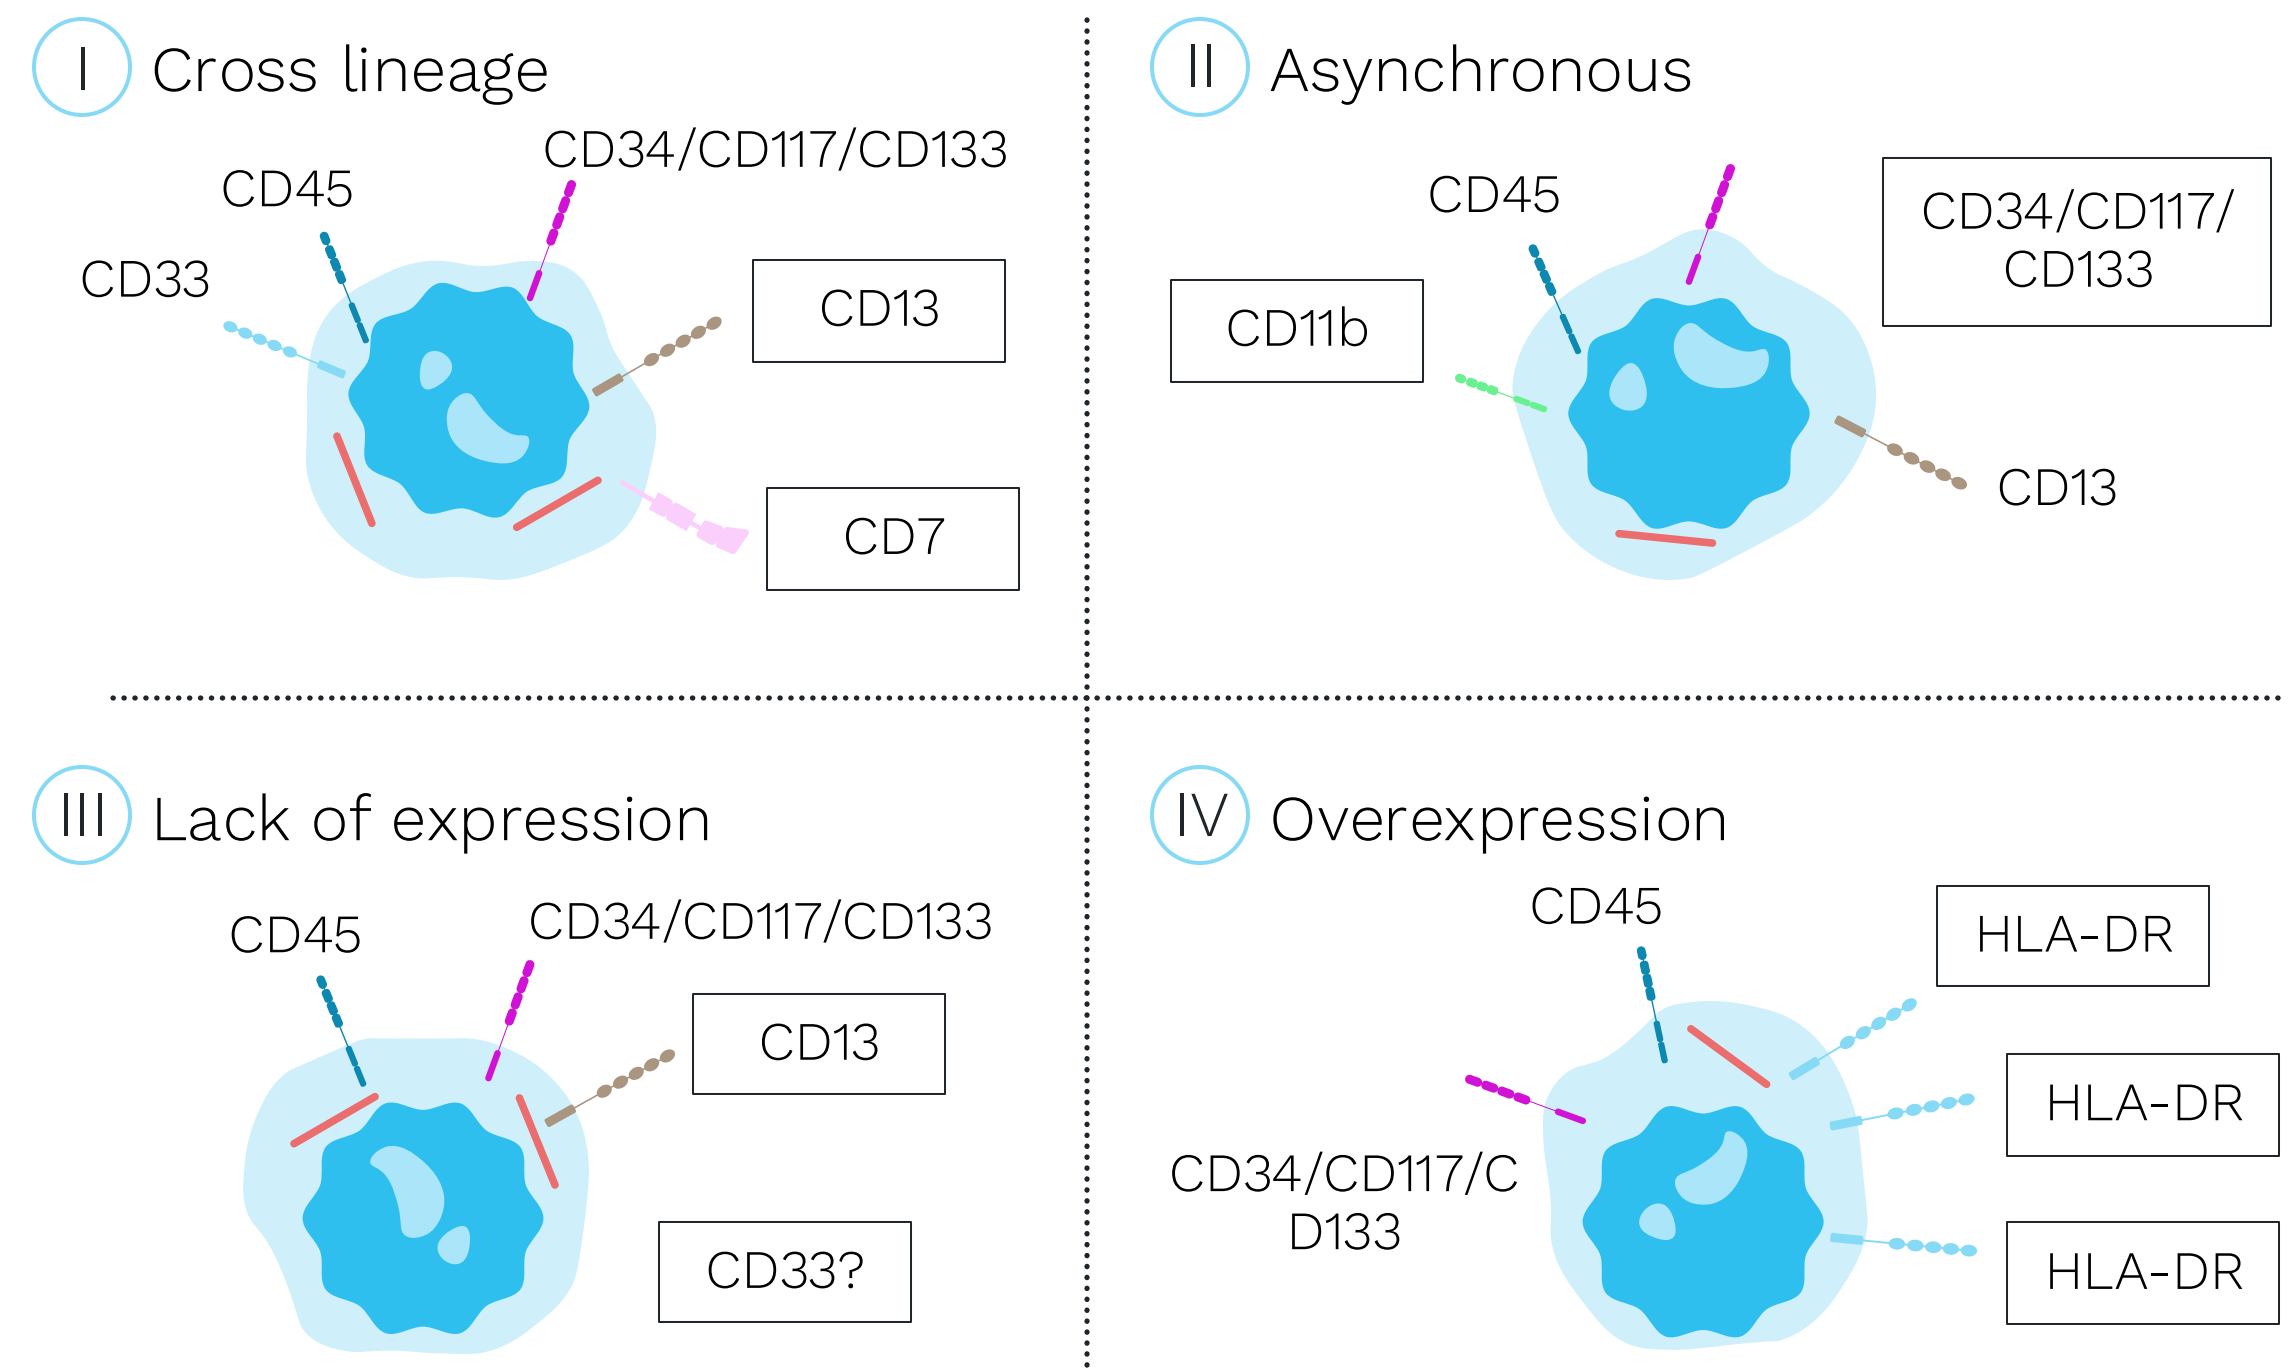 I Cross lineage
CD34/CD117/CD133
CD45
CD33
CD13
CD7
II Asynchronous
CD45
CD34/CD117/
CD133
CD11b
CD13
III Lack of expression
CD45
CD34/CD117/CD133
CD13
CD33?
IV Overexpression
CD45
HLA-DR
HLA-DR
CD34/CD117/C
D133
HLA-DR